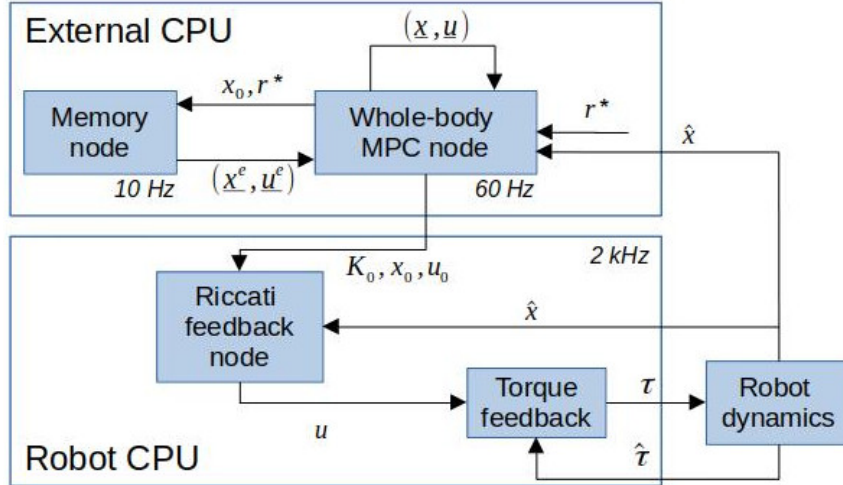 External CPU
(x, u)
x₀, r*
Memory
node
Whole-body
MPC node
r*
x̂
(xᵉ, uᵉ)
10 Hz
60 Hz
2 kHz
K₀, x₀, u₀
Riccati
feedback
node
x̂
Torque
feedback
τ
Robot
dynamics
u
τ̂
Robot CPU